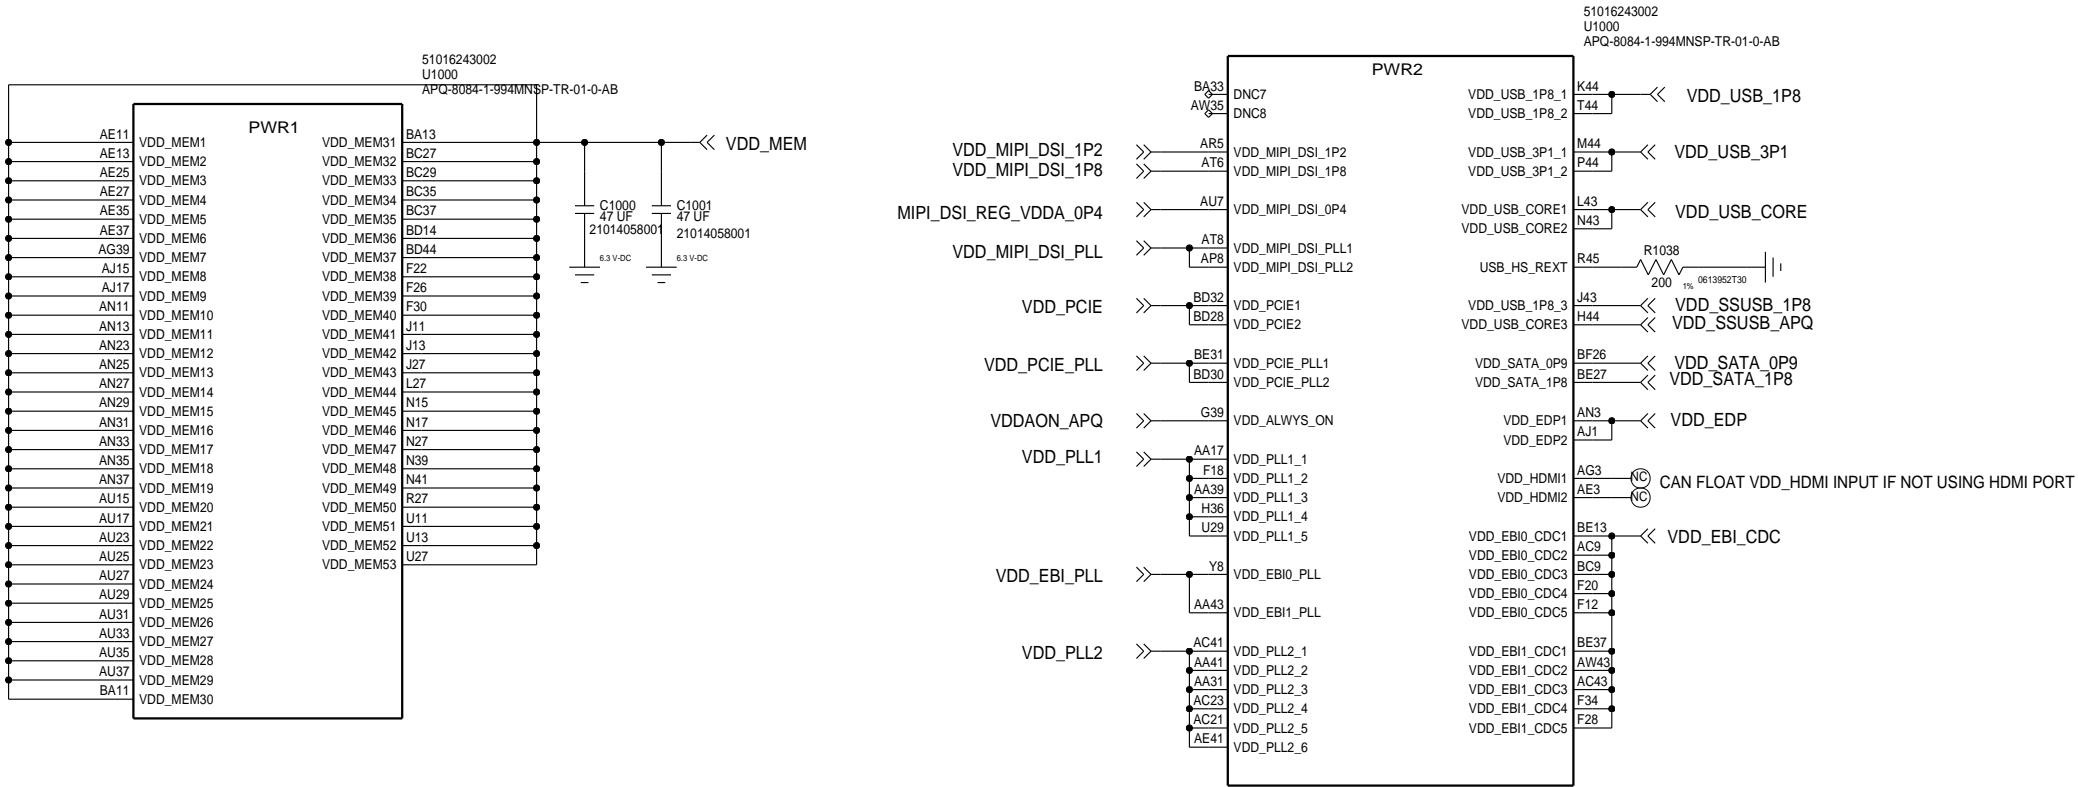 51016243002
U1000
APQ-8084-1-994MNSP-TR-01-0-AB
PWR1
AE11 VDD_MEM1 VDD_MEM31 BA13 VDD_MEM
AE13 VDD_MEM2 VDD_MEM32 BC27
AE25 VDD_MEM3 VDD_MEM33 BC29
AE27 VDD_MEM4 VDD_MEM34 BC35
AE35 VDD_MEM5 VDD_MEM35 BC37
AE37 VDD_MEM6 VDD_MEM36 BD14
AG39 VDD_MEM7 VDD_MEM37 BD44
AJ15 VDD_MEM8 VDD_MEM38 F22
AJ17 VDD_MEM9 VDD_MEM39 F26
AN11 VDD_MEM10 VDD_MEM40 F30
AN13 VDD_MEM11 VDD_MEM41 J11
AN23 VDD_MEM12 VDD_MEM42 J13
AN25 VDD_MEM13 VDD_MEM43 J27
AN27 VDD_MEM14 VDD_MEM44 L27
AN29 VDD_MEM15 VDD_MEM45 N15
AN31 VDD_MEM16 VDD_MEM46 N17
AN33 VDD_MEM17 VDD_MEM47 N27
AN35 VDD_MEM18 VDD_MEM48 N39
AN37 VDD_MEM19 VDD_MEM49 N41
AU15 VDD_MEM20 VDD_MEM50 R27
AU17 VDD_MEM21 VDD_MEM51 U11
AU23 VDD_MEM22 VDD_MEM52 U13
AU25 VDD_MEM23 VDD_MEM53 U27
AU27 VDD_MEM24
AU29 VDD_MEM25
AU31 VDD_MEM26
AU33 VDD_MEM27
AU35 VDD_MEM28
AU37 VDD_MEM29
BA11 VDD_MEM30
C1000
47 UF
21014058001
6.3 V-DC
C1001
47 UF
21014058001
6.3 V-DC
51016243002
U1000
APQ-8084-1-994MNSP-TR-01-0-AB
PWR2
BA33 DNC7
AW35 DNC8
VDD_MIPI_DSI_1P2 AR5 VDD_MIPI_DSI_1P2
VDD_MIPI_DSI_1P8 AT6 VDD_MIPI_DSI_1P8
MIPI_DSI_REG_VDDA_0P4 AU7 VDD_MIPI_DSI_0P4
VDD_MIPI_DSI_PLL AT8 VDD_MIPI_DSI_PLL1
AP8 VDD_MIPI_DSI_PLL2
VDD_PCIE BD32 VDD_PCIE1
BD28 VDD_PCIE2
VDD_PCIE_PLL BE31 VDD_PCIE_PLL1
BD30 VDD_PCIE_PLL2
VDDAON_APQ G39 VDD_ALWYS_ON
VDD_PLL1 AA17 VDD_PLL1_1
F18 VDD_PLL1_2
AA39 VDD_PLL1_3
H36 VDD_PLL1_4
U29 VDD_PLL1_5
VDD_EBI_PLL Y8 VDD_EBI0_PLL
AA43 VDD_EBI1_PLL
VDD_PLL2 AC41 VDD_PLL2_1
AA41 VDD_PLL2_2
AA31 VDD_PLL2_3
AC23 VDD_PLL2_4
AC21 VDD_PLL2_5
AE41 VDD_PLL2_6
VDD_USB_1P8_1 K44 VDD_USB_1P8
VDD_USB_1P8_2 T44
VDD_USB_3P1_1 M44 VDD_USB_3P1
VDD_USB_3P1_2 P44
VDD_USB_CORE1 L43 VDD_USB_CORE
VDD_USB_CORE2 N43
USB_HS_REXT R45 R1038
200 1% 0613952T30
VDD_USB_1P8_3 J43 VDD_SSUSB_1P8
VDD_USB_CORE3 H44 VDD_SSUSB_APQ
VDD_SATA_0P9 BF26 VDD_SATA_0P9
VDD_SATA_1P8 BE27 VDD_SATA_1P8
VDD_EDP1 AN3 VDD_EDP
VDD_EDP2 AJ1
VDD_HDMI1 AG3 NC CAN FLOAT VDD_HDMI INPUT IF NOT USING HDMI PORT
VDD_HDMI2 AE3 NC
VDD_EBI0_CDC1 BE13 VDD_EBI_CDC
VDD_EBI0_CDC2 AC9
VDD_EBI0_CDC3 BC9
VDD_EBI0_CDC4 F20
VDD_EBI0_CDC5 F12
VDD_EBI1_CDC1 BE37
VDD_EBI1_CDC2 AW43
VDD_EBI1_CDC3 AC43
VDD_EBI1_CDC4 F34
VDD_EBI1_CDC5 F28